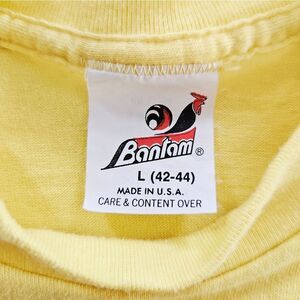 Bantam®
L (42-44)
MADE IN U.S.A.
CARE & CONTENT OVER